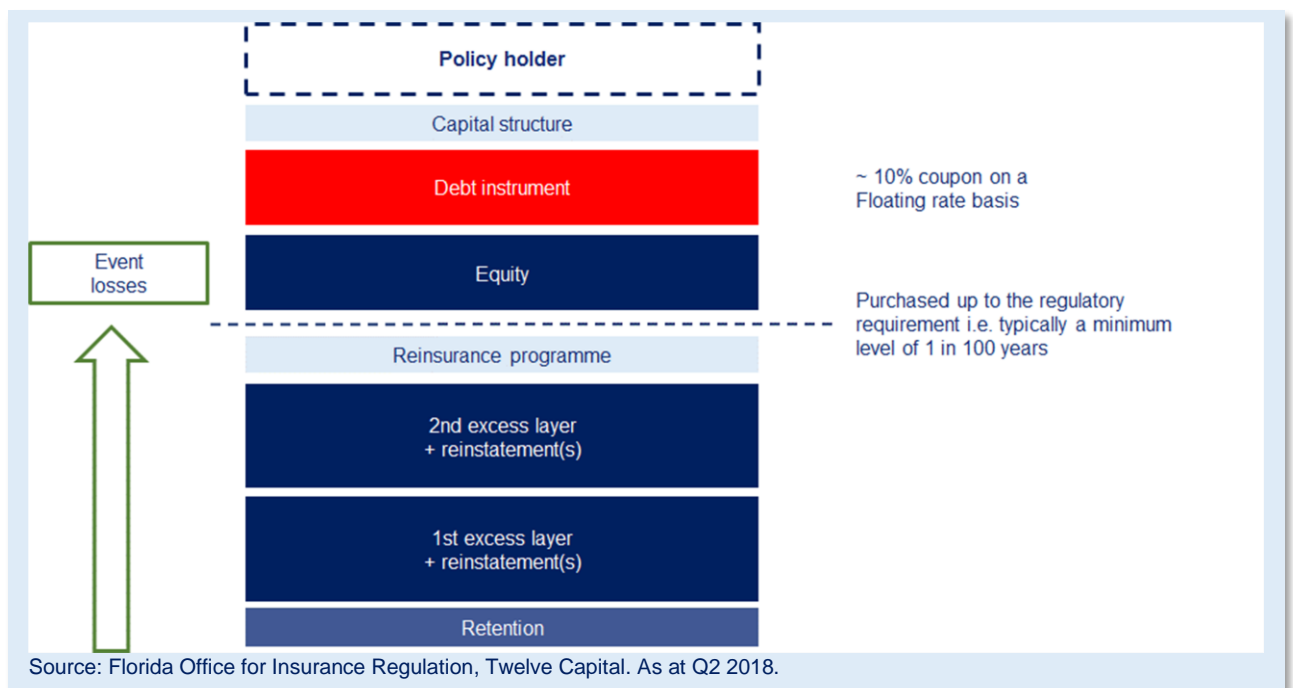 Policy holder
Capital structure
Debt instrument
~ 10% coupon on a
Floating rate basis
Equity
Event
losses
Purchased up to the regulatory
requirement i.e. typically a minimum
level of 1 in 100 years
Reinsurance programme
2nd excess layer
+ reinstatement(s)
1st excess layer
+ reinstatement(s)
Retention
Source: Florida Office for Insurance Regulation, Twelve Capital. As at Q2 2018.